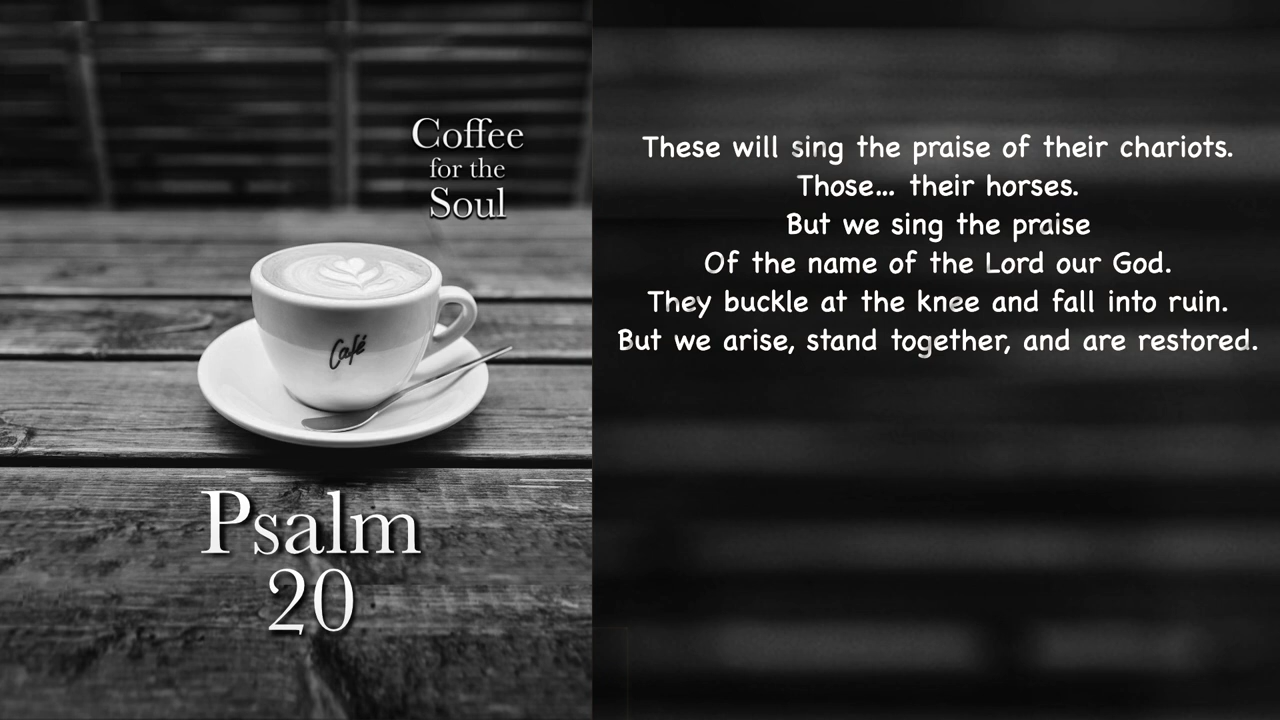 Coffee
for the
Soul
Café
Psalm
20
These will sing the praise of their chariots.
Those... their horses.
But we sing the praise
Of the name of the Lord our God.
They buckle at the knee and fall into ruin.
But we arise, stand together, and are restored.